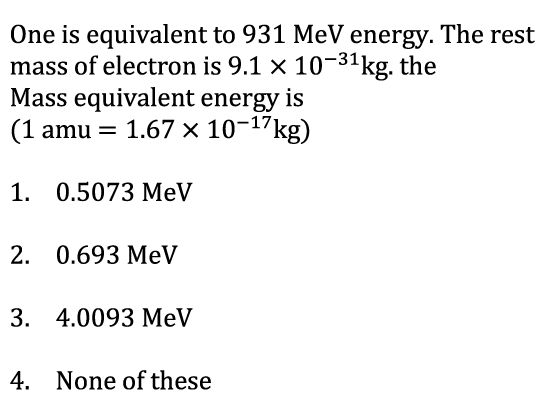 One is equivalent to 931 MeV energy. The rest
mass of electron is 9.1 × 10⁻³¹kg. the
Mass equivalent energy is
(1 amu = 1.67 × 10⁻¹⁷kg)
1. 0.5073 MeV
2. 0.693 MeV
3. 4.0093 MeV
4. None of these